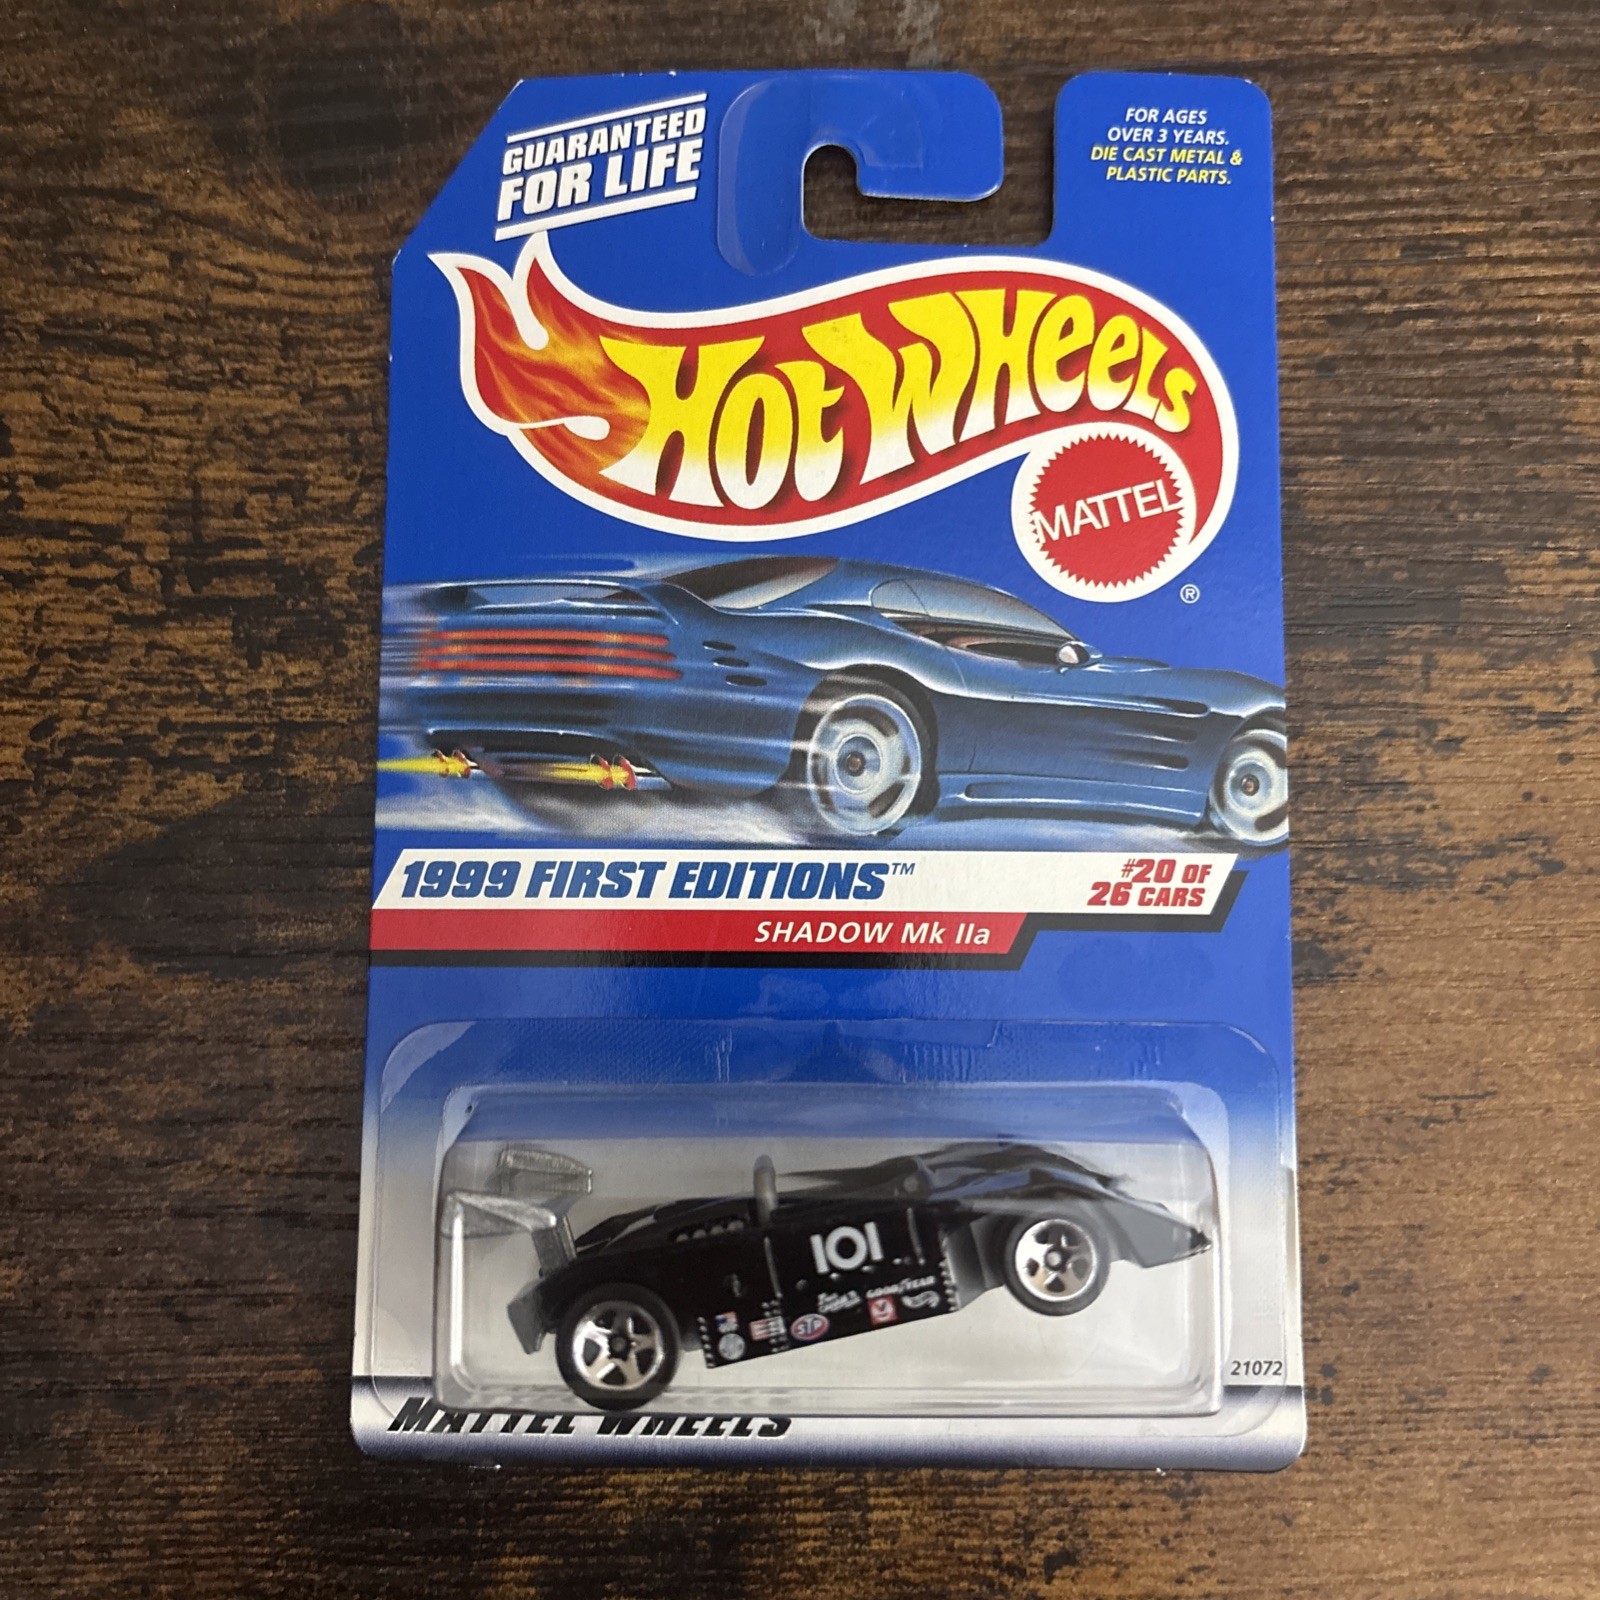 GUARANTEED
FOR LIFE
FOR AGES
OVER 3 YEARS.
DIE CAST METAL &
PLASTIC PARTS.
HOT WHEELS
MATTEL
®
1999 FIRST EDITIONS™
#20 OF
26 CARS
SHADOW Mk IIa
101
GOODYEAR
STP
21072
MATTEL WHEELS